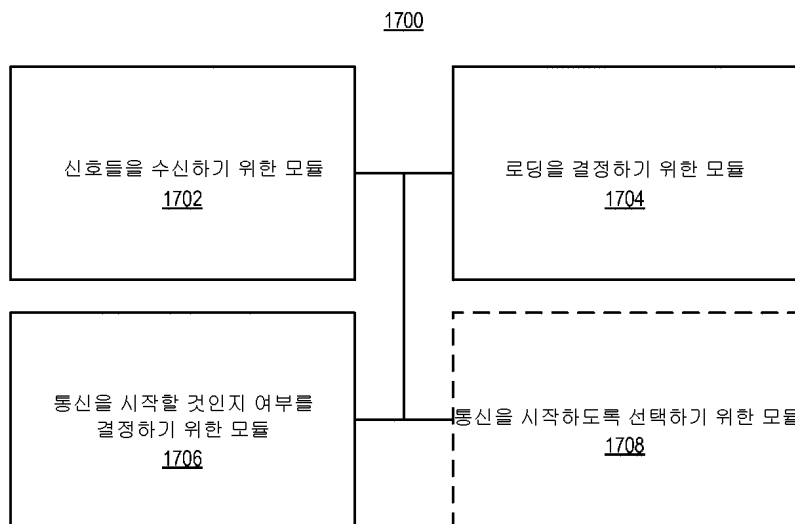 1700
신호들을 수신하기 위한 모듈
1702
로딩을 결정하기 위한 모듈
1704
통신을 시작할 것인지 여부를
결정하기 위한 모듈
1706
통신을 시작하도록 선택하기 위한 모듈
1708